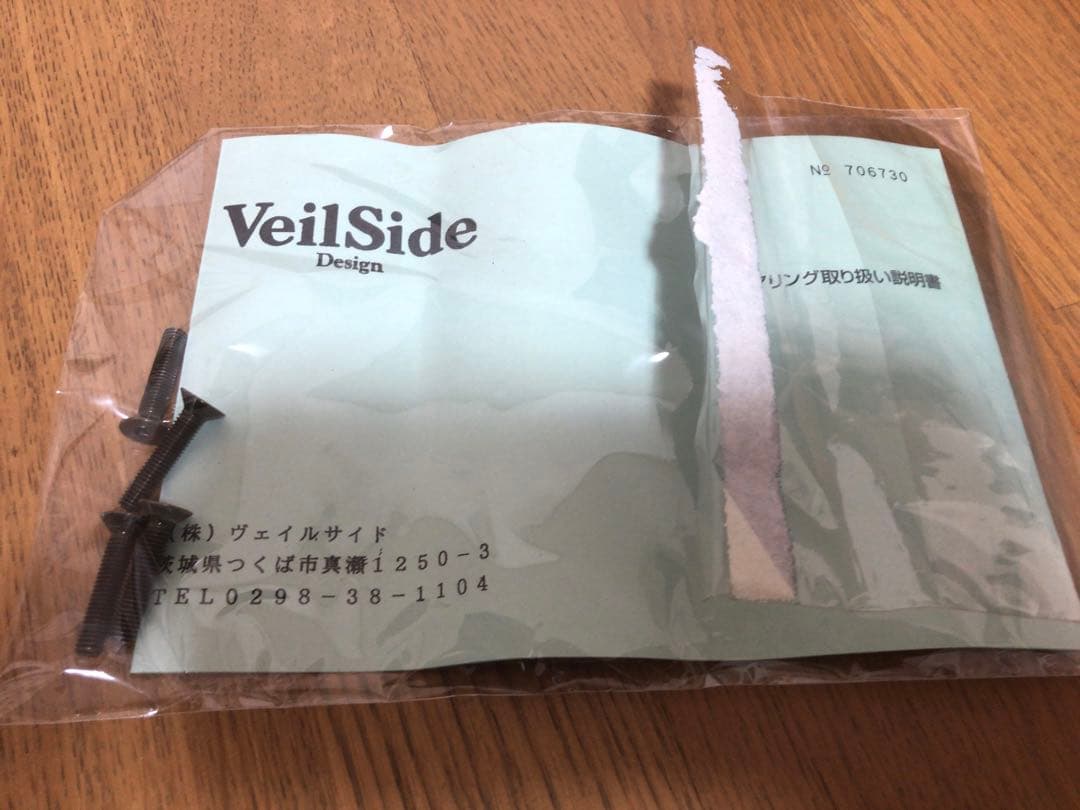 VeilSide
Design
Nº 706730
リング取り扱い説明書
(株)ヴェイルサイド
茨城県つくば市真瀬1250-3
TEL0298-38-1104